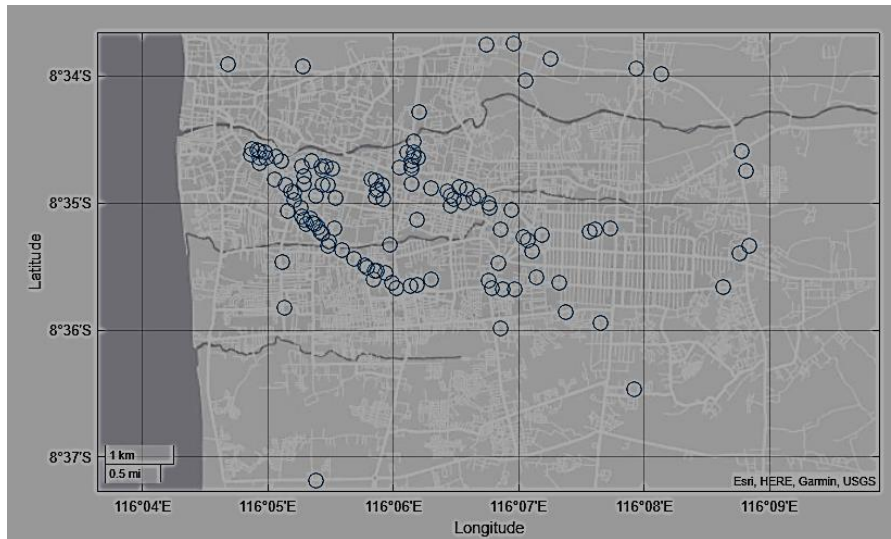 8°34'S
8°35'S
Latitude
8°36'S
8°37'S
1 km
0.5 mi
Esri, HERE, Garmin, USGS
116°04'E
116°05'E
116°06'E
116°07'E
116°08'E
116°09'E
Longitude